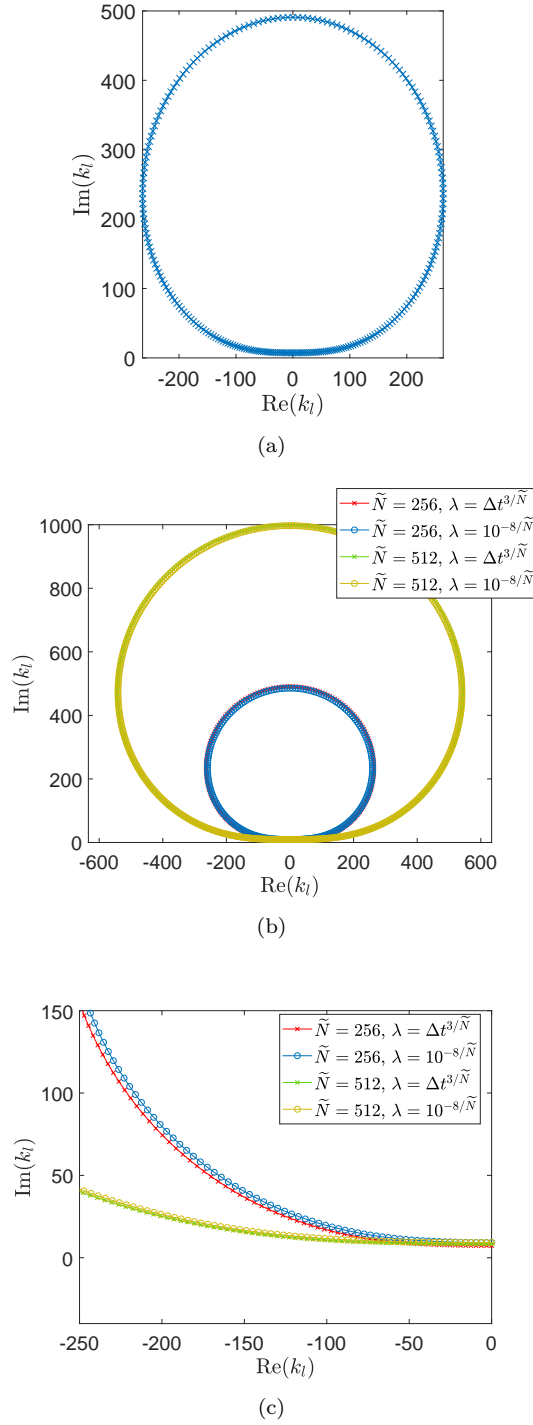 500
400
300
200
100
0
Im(k_l)
-200 -100 0 100 200
Re(k_l)
(a)
Ñ = 256, λ = Δt^{3/Ñ}
Ñ = 256, λ = 10^{-8/Ñ}
Ñ = 512, λ = Δt^{3/Ñ}
Ñ = 512, λ = 10^{-8/Ñ}
1000
800
600
400
200
0
Im(k_l)
-600 -400 -200 0 200 400 600
Re(k_l)
(b)
150
100
50
0
Im(k_l)
Ñ = 256, λ = Δt^{3/Ñ}
Ñ = 256, λ = 10^{-8/Ñ}
Ñ = 512, λ = Δt^{3/Ñ}
Ñ = 512, λ = 10^{-8/Ñ}
-250 -200 -150 -100 -50 0
Re(k_l)
(c)